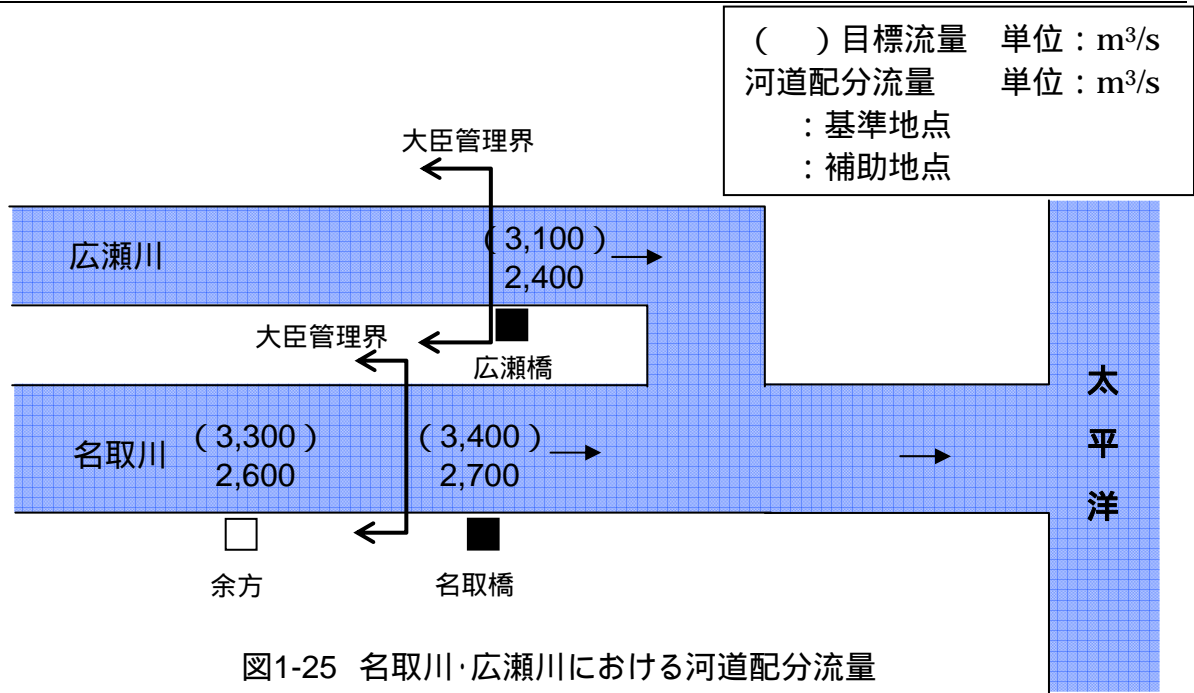 ( )目標流量 単位:m³/s
河道配分流量 単位:m³/s
:基準地点
:補助地点
大臣管理界
広瀬川
(3,100)
2,400
大臣管理界
広瀬橋
名取川
(3,300)
2,600
(3,400)
2,700
太平洋
余方
名取橋
図1-25 名取川·広瀬川における河道配分流量